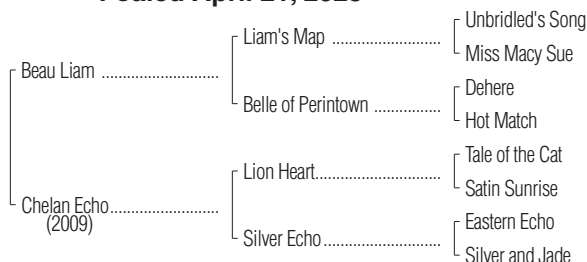 Unbridled's Song
Liam's Map
Miss Macy Sue
Beau Liam
Dehere
Belle of Perintown
Hot Match
Tale of the Cat
Lion Heart
Satin Sunrise
Chelan Echo
(2009)
Eastern Echo
Silver Echo
Silver and Jade